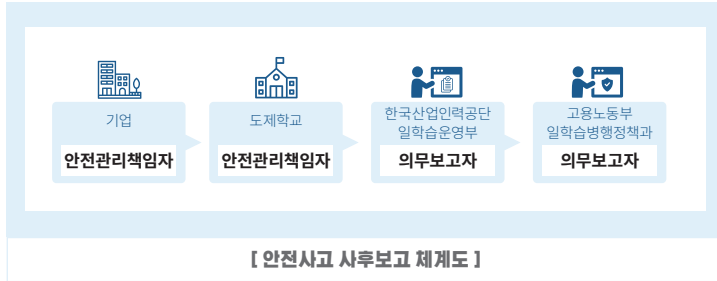 기업
안전관리책임자
도제학교
안전관리책임자
한국산업인력공단
일학습운영부
의무보고자
고용노동부
일학습병행정책과
의무보고자
[ 안전사고 사후보고 체계도 ]